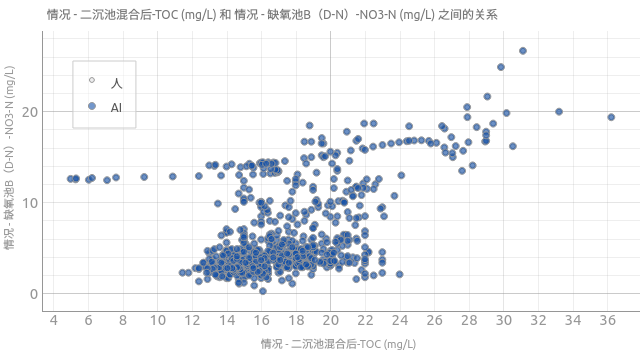 情况 - 二沉池混合后-TOC (mg/L) 和 情况 - 缺氧池B（D-N）-NO3-N (mg/L) 之间的关系
人
AI
情况 - 缺氧池B（D-N）-NO3-N (mg/L)
20
10
0
4 6 8 10 12 14 16 18 20 22 24 26 28 30 32 34 36
情况 - 二沉池混合后-TOC (mg/L)